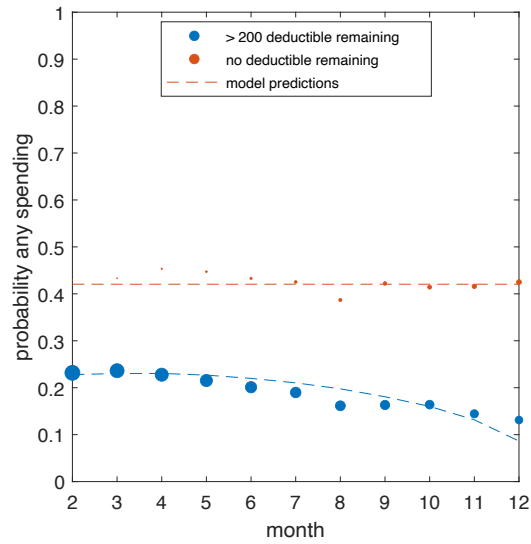 > 200 deductible remaining
no deductible remaining
model predictions
1
0.9
0.8
0.7
0.6
0.5
0.4
0.3
0.2
0.1
0
probability any spending
2 3 4 5 6 7 8 9 10 11 12
month